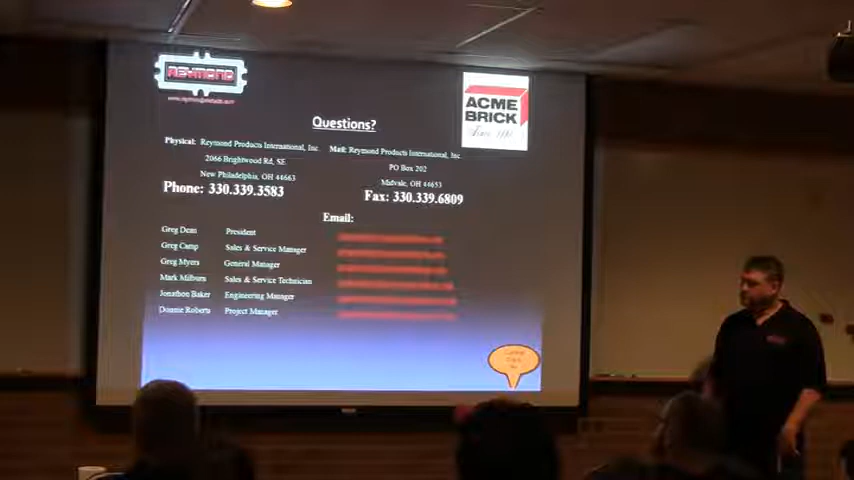 REYMOND
ACME
BRICK
Since 1891
Questions?
Physical: Reymond Products International, Inc.
2066 Brightwood Rd, SE
New Philadelphia, OH 44663
Phone: 330.339.3583
Mail: Reymond Products International, Inc.
PO Box 202
Midvale, OH 44653
Fax: 330.339.6809
Email:
Greg Dean President
Greg Camp Sales & Service Manager
Greg Myers General Manager
Mark Milburn Sales & Service Technician
Jonathon Baker Engineering Manager
Donnie Roberts Project Manager